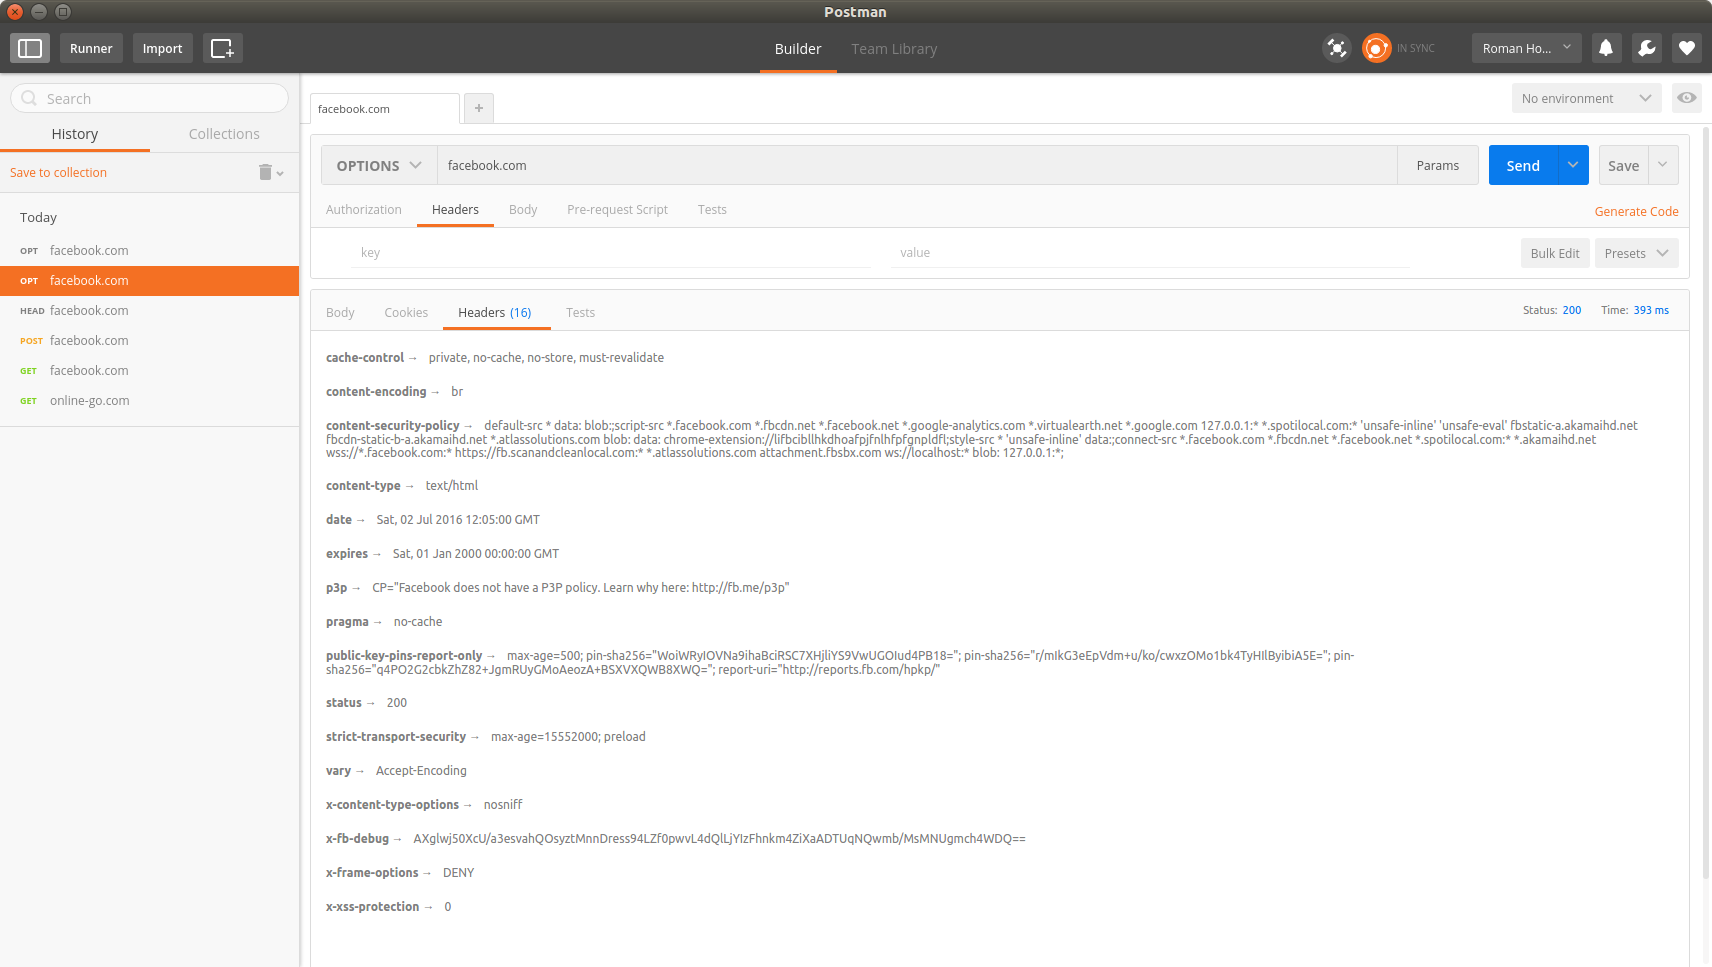 Postman
Runner
Import
Builder
Team Library
IN SYNC
Roman Ho...
Search
History
Collections
Save to collection
Today
OPT facebook.com
OPT facebook.com
HEAD facebook.com
POST facebook.com
GET facebook.com
GET online-go.com
facebook.com
+
No environment
OPTIONS
facebook.com
Params
Send
Save
Authorization
Headers
Body
Pre-request Script
Tests
Generate Code
key
value
Bulk Edit
Presets
Body
Cookies
Headers (16)
Tests
Status: 200
Time: 393 ms
cache-control → private, no-cache, no-store, must-revalidate
content-encoding → br
content-security-policy → default-src * data: blob:;script-src *.facebook.com *.fbcdn.net *.facebook.net *.google-analytics.com *.virtualearth.net *.google.com 127.0.0.1:* *.spotilocal.com:* 'unsafe-inline' 'unsafe-eval' fbstatic-a.akamaihd.net
fbcdn-static-b-a.akamaihd.net *.atlassolutions.com blob: data: chrome-extension://lifbcibllhkdhoafpjfnlhfpfgnpldfl;style-src * 'unsafe-inline' data:;connect-src *.facebook.com *.fbcdn.net *.facebook.net *.spotilocal.com:* *.akamaihd.net
wss://*.facebook.com:* https://fb.scanandcleanlocal.com:* *.atlassolutions.com attachment.fbsbx.com ws://localhost:* blob: 127.0.0.1:*;
content-type → text/html
date → Sat, 02 Jul 2016 12:05:00 GMT
expires → Sat, 01 Jan 2000 00:00:00 GMT
p3p → CP="Facebook does not have a P3P policy. Learn why here: http://fb.me/p3p"
pragma → no-cache
public-key-pins-report-only → max-age=500; pin-sha256="WoiWRyIOVNa9ihaBciRSC7XHjliYS9VwUGOIud4PB18="; pin-sha256="r/mIkG3eEpVdm+u/ko/cwxzOMo1bk4TyHIlByibiA5E="; pin-
sha256="q4PO2G2cbkZhZ82+JgmRUyGMoAeozA+BSXVXQWB8XWQ="; report-uri="http://reports.fb.com/hpkp/"
status → 200
strict-transport-security → max-age=15552000; preload
vary → Accept-Encoding
x-content-type-options → nosniff
x-fb-debug → AXglwj50XcU/a3esvahQOsyztMnnDress94LZf0pwvL4dQlLjYIzFhnkm4ZiXaADTUqNQwmb/MsMNUgmch4WDQ==
x-frame-options → DENY
x-xss-protection → 0